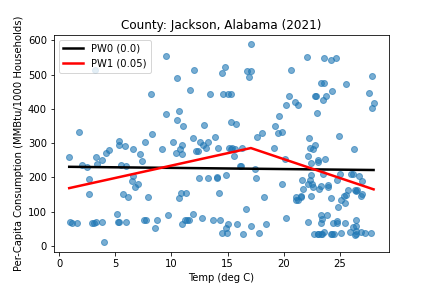 County: Jackson, Alabama (2021)
PW0 (0.0)
PW1 (0.05)
Per-Capita Consumption (MMBtu/1000 Households)
600
500
400
300
200
100
0
0 5 10 15 20 25
Temp (deg C)